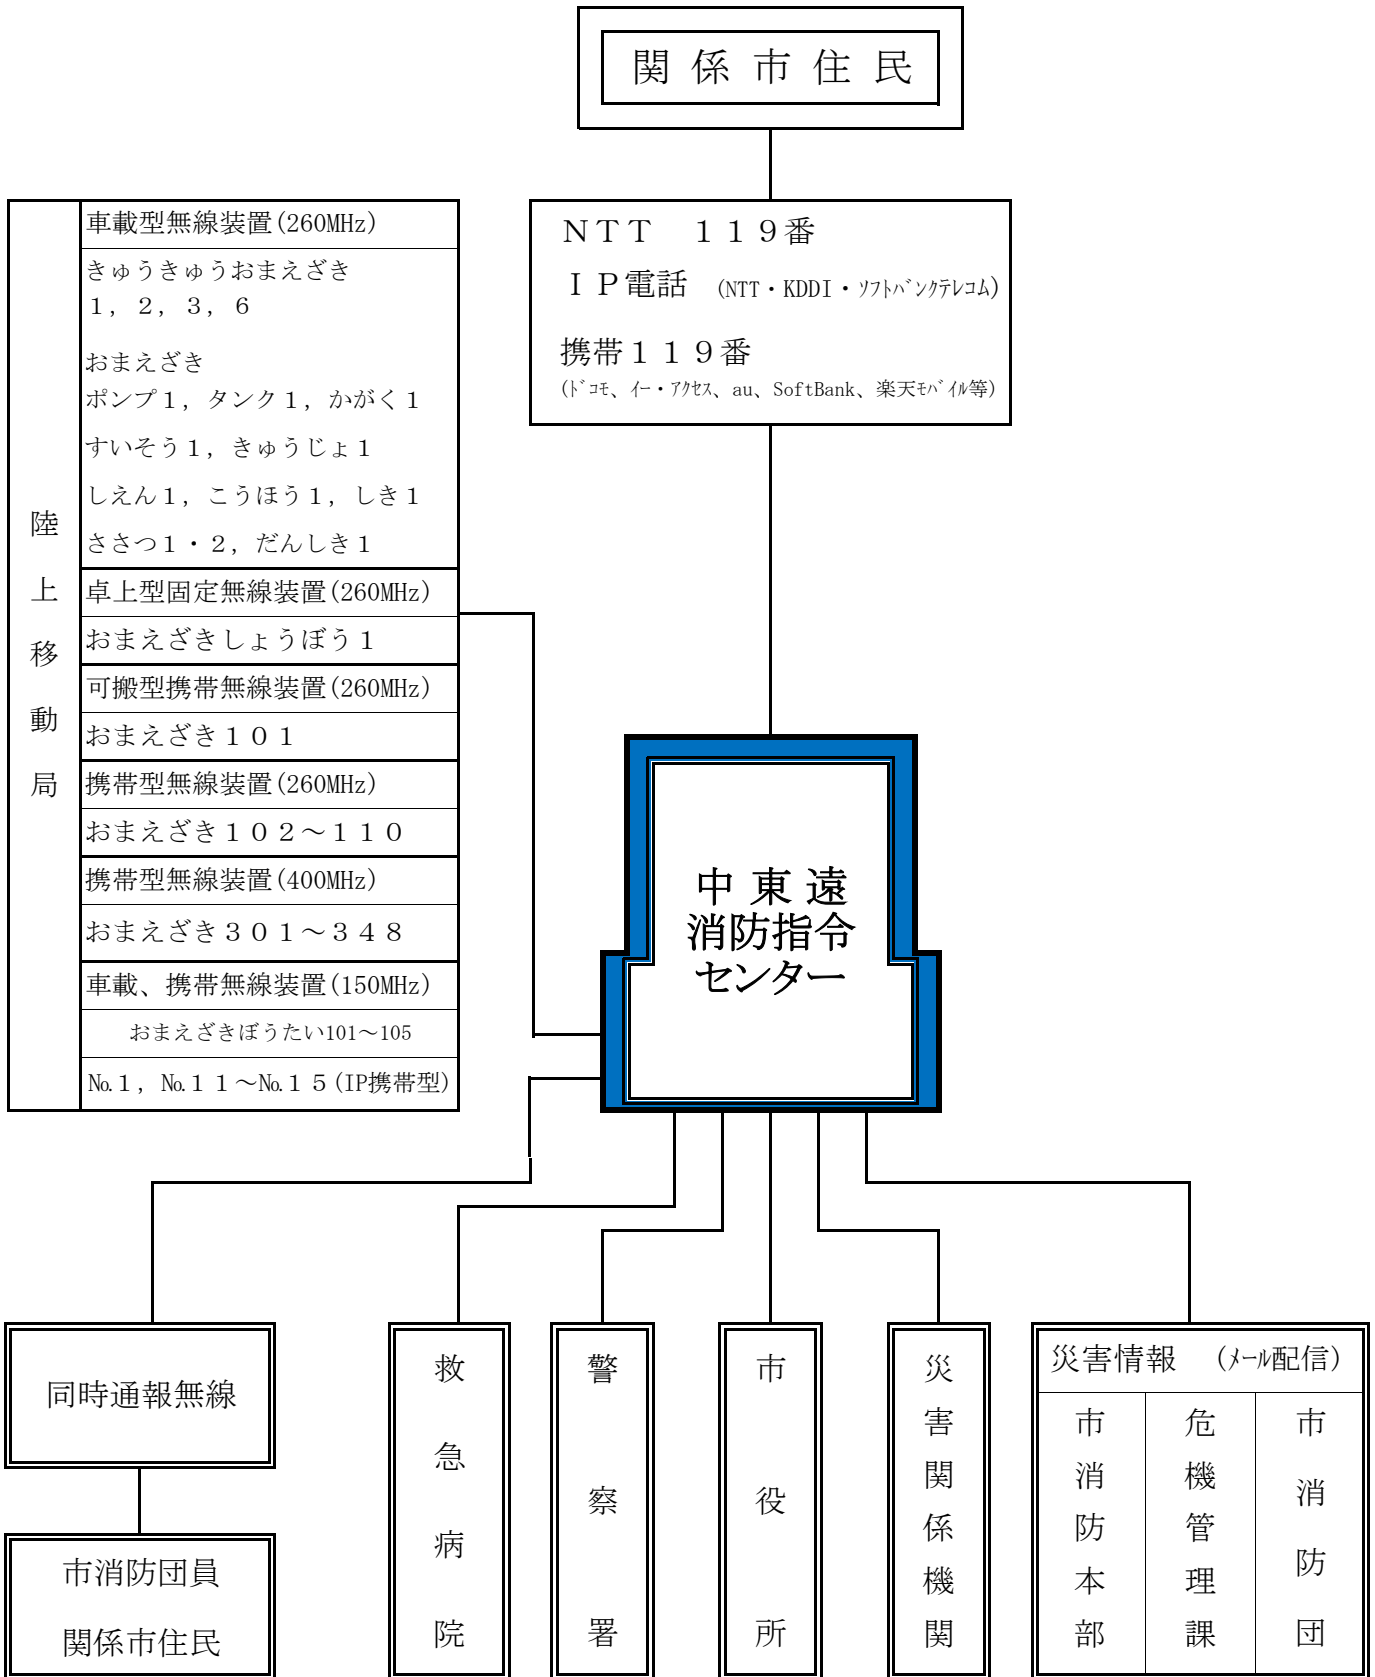 関係市住民
NTT　119番
IP電話　(NTT・KDDI・ｿﾌﾄﾊﾞﾝｸﾃﾚｺﾑ)
携帯119番
(ﾄﾞｺﾓ、ｲｰ・ｱｸｾｽ、au、SoftBank、楽天ﾓﾊﾞｲﾙ等)
陸上移動局
車載型無線装置(260MHz)
きゅうきゅうおまえざき
１，２，３，６
おまえざき
ポンプ１，タンク１，かがく１
すいそう１，きゅうじょ１
しえん１，こうほう１，しき１
ささつ１・２，だんしき１
卓上型固定無線装置(260MHz)
おまえざきしょうぼう１
可搬型携帯無線装置(260MHz)
おまえざき１０１
携帯型無線装置(260MHz)
おまえざき１０２～１１０
携帯型無線装置(400MHz)
おまえざき３０１～３４８
車載、携帯無線装置(150MHz)
おまえざきぼうたい101～105
№１，№１１～№１５(IP携帯型)
中東遠
消防指令
センター
同時通報無線
市消防団員
関係市住民
救急病院
警察署
市役所
災害関係機関
災害情報　(ﾒｰﾙ配信)
市消防本部
危機管理課
市消防団